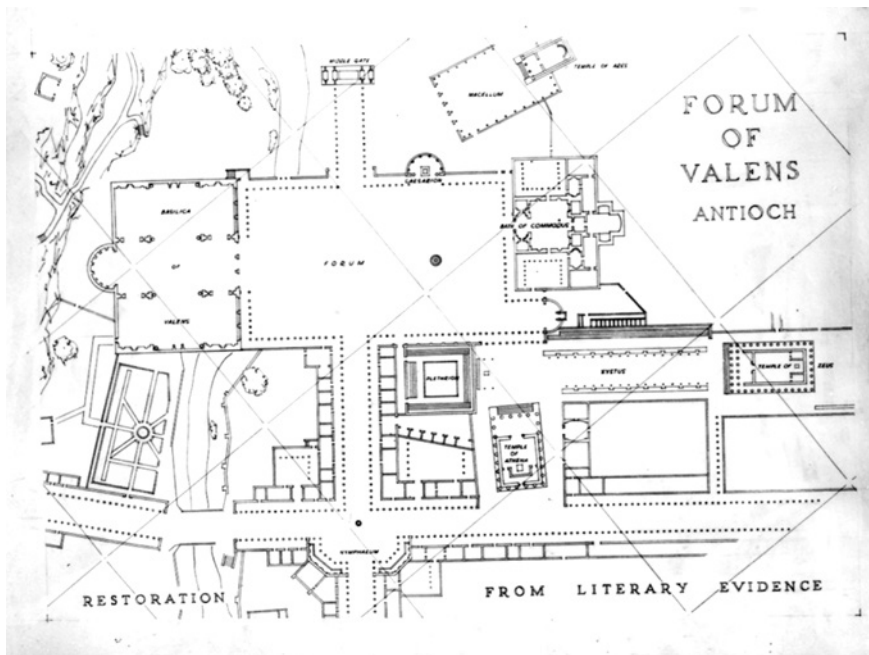 MIDDLE GATE
TEMPLE OF ARES
MACELLUM
FORUM
OF
VALENS
ANTIOCH
CAESARION
BASILICA
OF
VALENS
FORUM
BATH OF COMMODUS
PLETHRION
XYSTUS
TEMPLE OF ZEUS
TEMPLE
OF
ATHENA
NYMPHAEUM
RESTORATION FROM LITERARY EVIDENCE